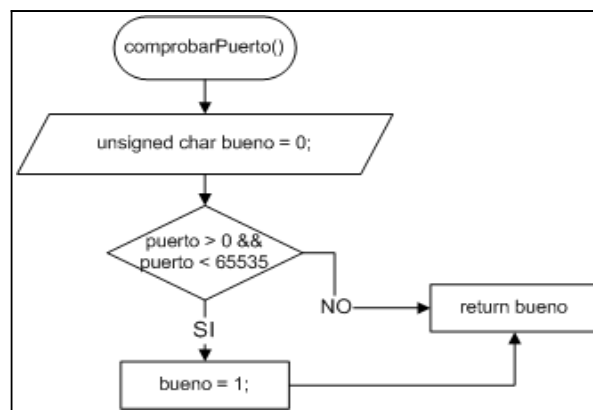 comprobarPuerto()
unsigned char bueno = 0;
puerto > 0 &&
puerto < 65535
NO
return bueno
SI
bueno = 1;